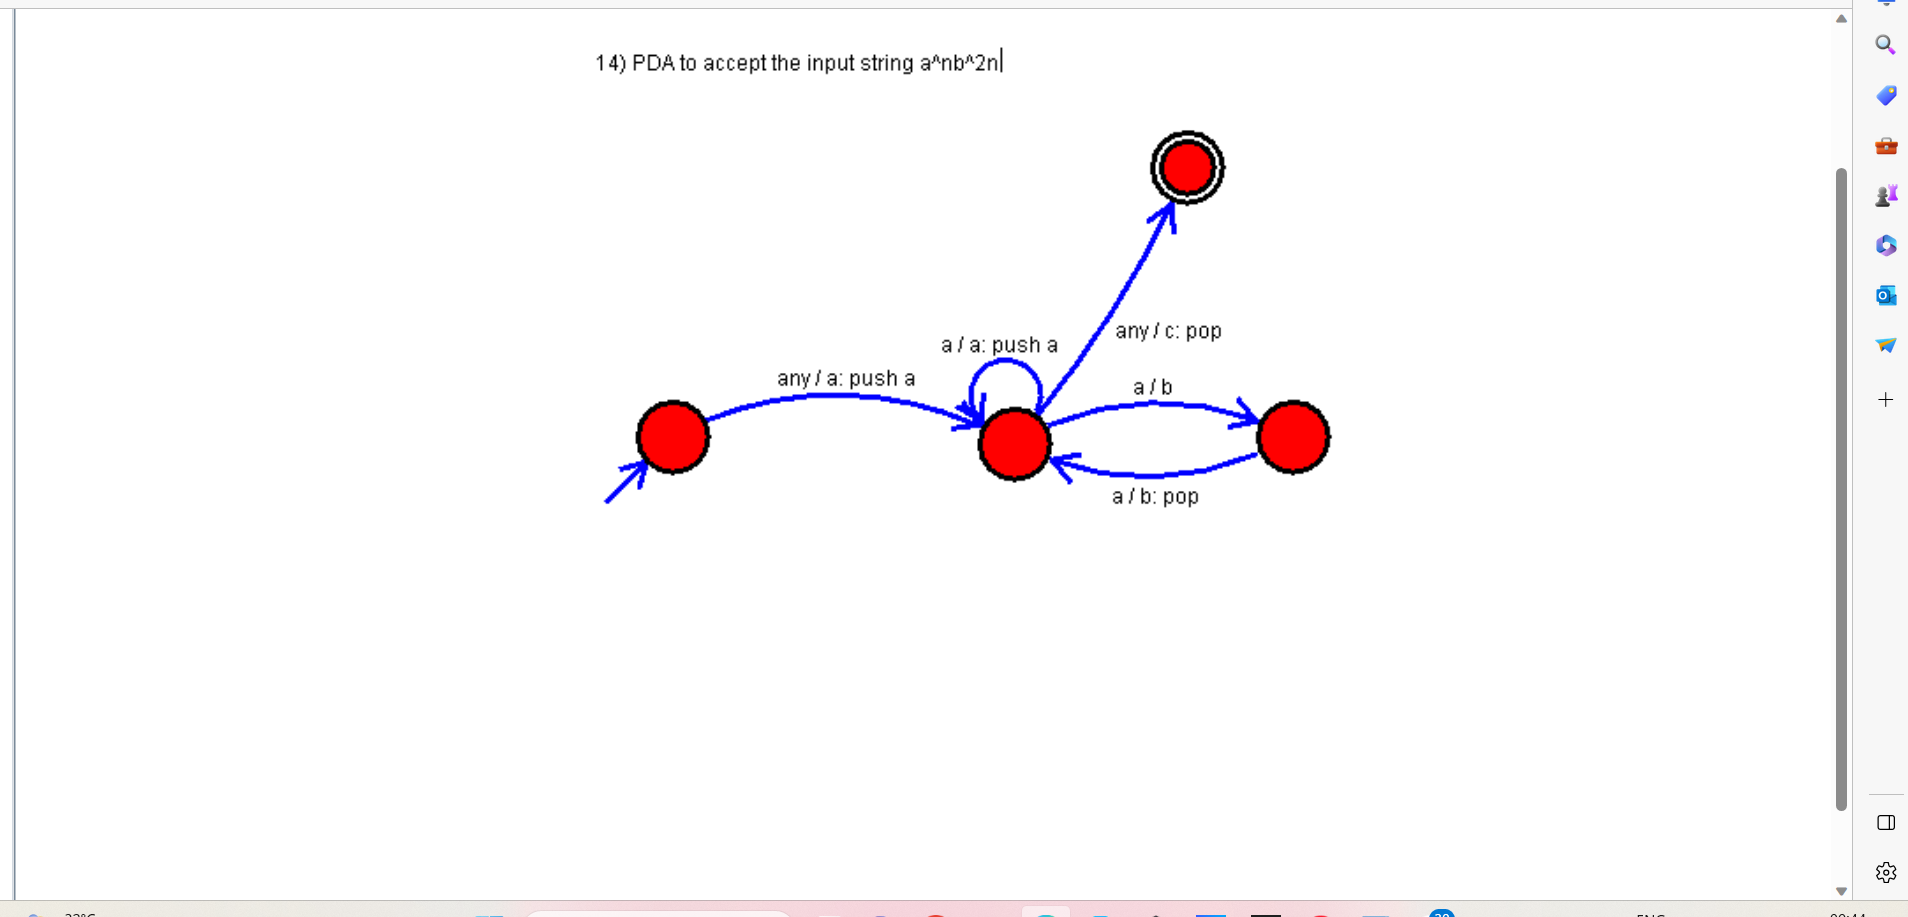 14) PDA to accept the input string a^nb^2n
any / c: pop
a / a: push a
any / a: push a
a / b
a / b: pop